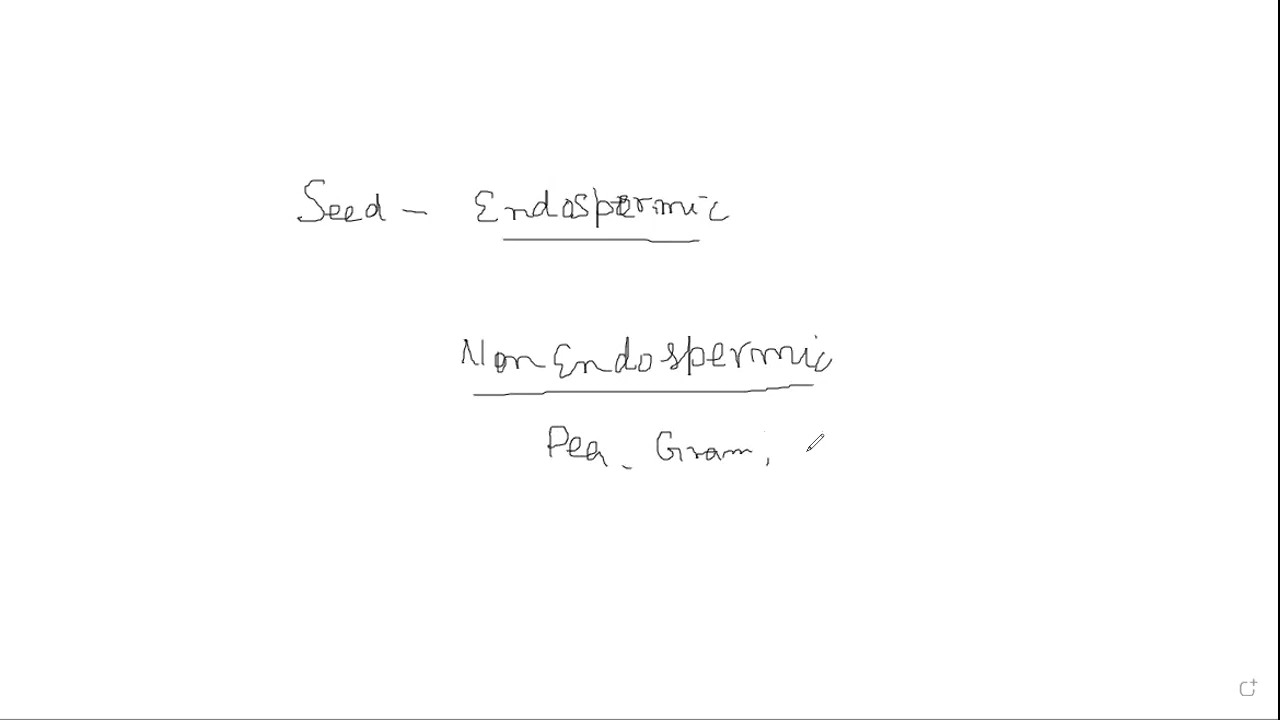 Seed - Endospermic
Non Endospermic
Pea, Gram,